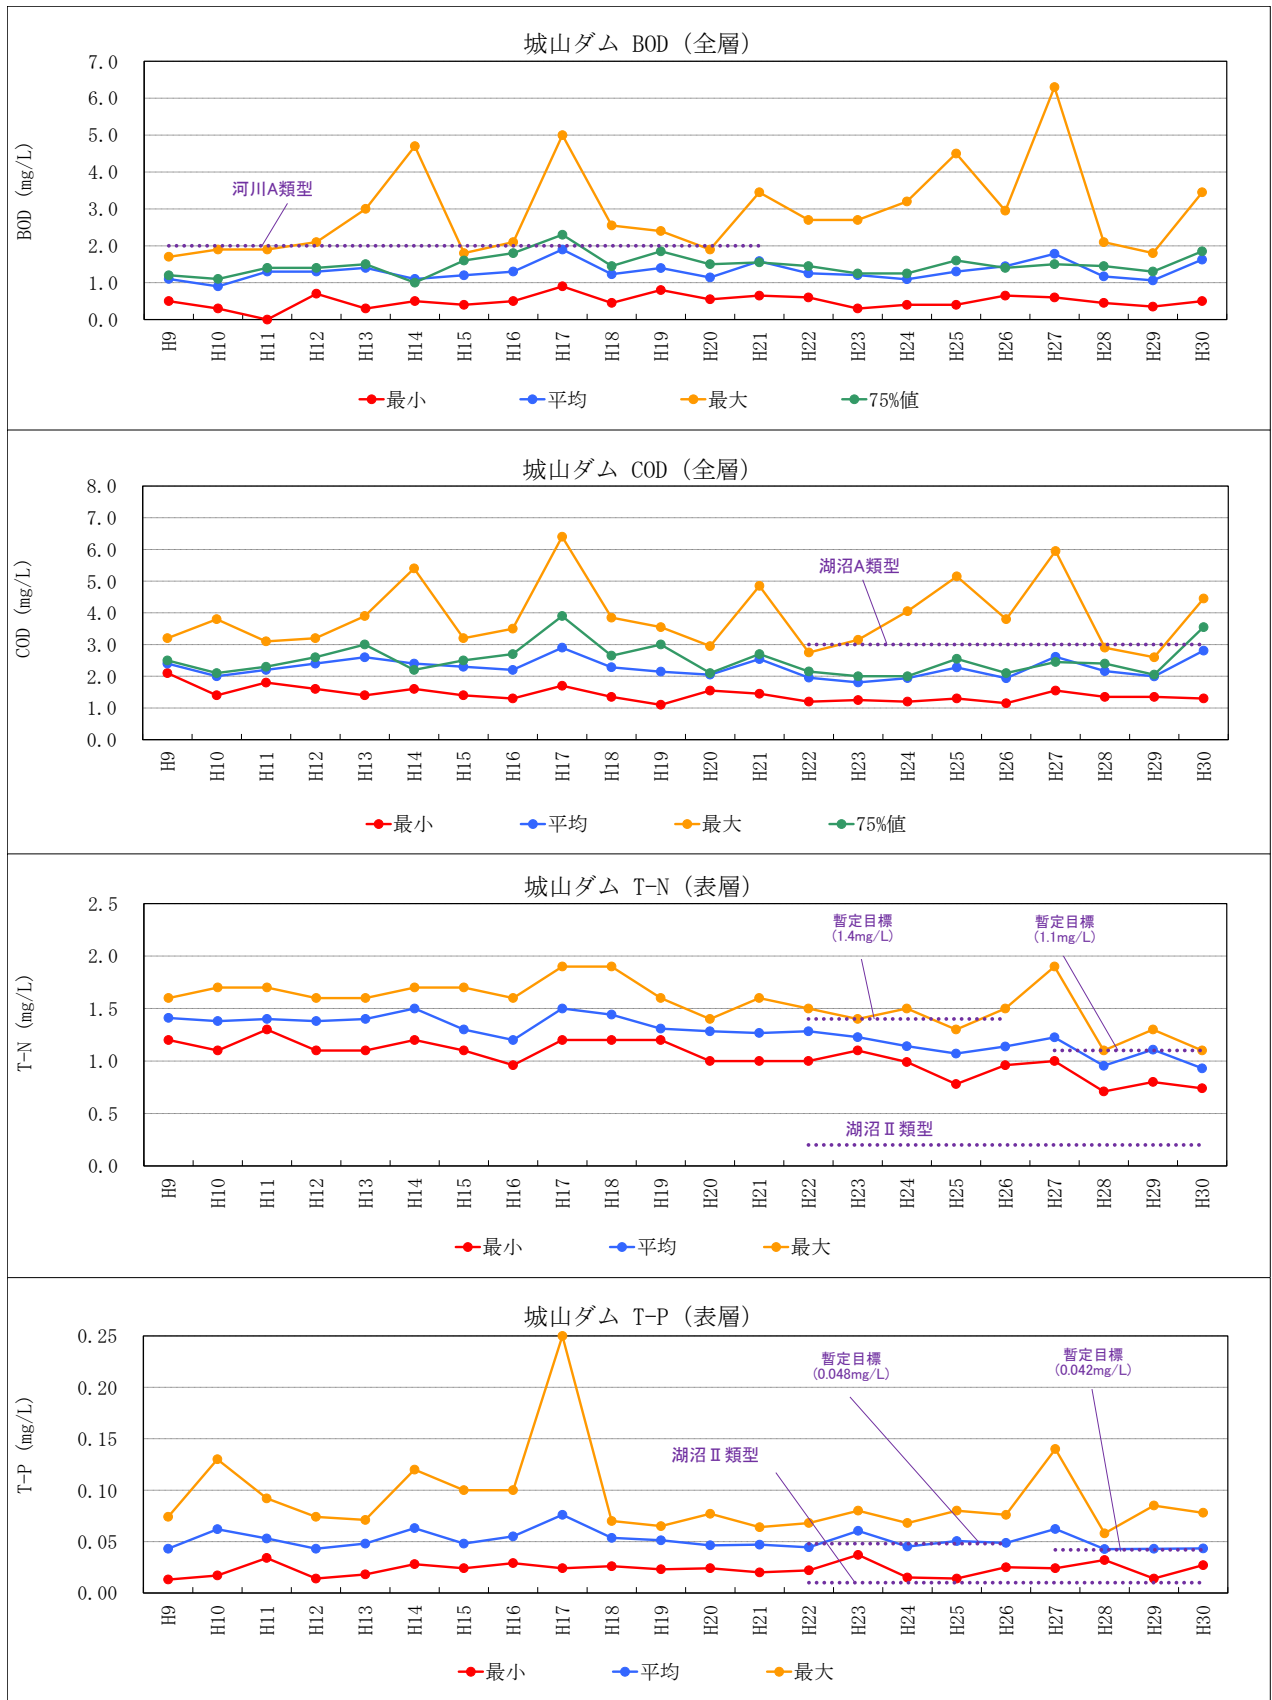 城山ダム BOD (全層)
BOD (mg/L)
7.0
6.0
5.0
4.0
3.0
2.0
1.0
0.0
河川A類型
H9 H10 H11 H12 H13 H14 H15 H16 H17 H18 H19 H20 H21 H22 H23 H24 H25 H26 H27 H28 H29 H30
最小 平均 最大 75%値
城山ダム COD (全層)
COD (mg/L)
8.0
7.0
6.0
5.0
4.0
3.0
2.0
1.0
0.0
湖沼A類型
H9 H10 H11 H12 H13 H14 H15 H16 H17 H18 H19 H20 H21 H22 H23 H24 H25 H26 H27 H28 H29 H30
最小 平均 最大 75%値
城山ダム T-N (表層)
T-N (mg/L)
2.5
2.0
1.5
1.0
0.5
0.0
暫定目標
(1.4mg/L)
暫定目標
(1.1mg/L)
湖沼Ⅱ類型
H9 H10 H11 H12 H13 H14 H15 H16 H17 H18 H19 H20 H21 H22 H23 H24 H25 H26 H27 H28 H29 H30
最小 平均 最大
城山ダム T-P (表層)
T-P (mg/L)
0.25
0.20
0.15
0.10
0.05
0.00
暫定目標
(0.048mg/L)
暫定目標
(0.042mg/L)
湖沼Ⅱ類型
H9 H10 H11 H12 H13 H14 H15 H16 H17 H18 H19 H20 H21 H22 H23 H24 H25 H26 H27 H28 H29 H30
最小 平均 最大